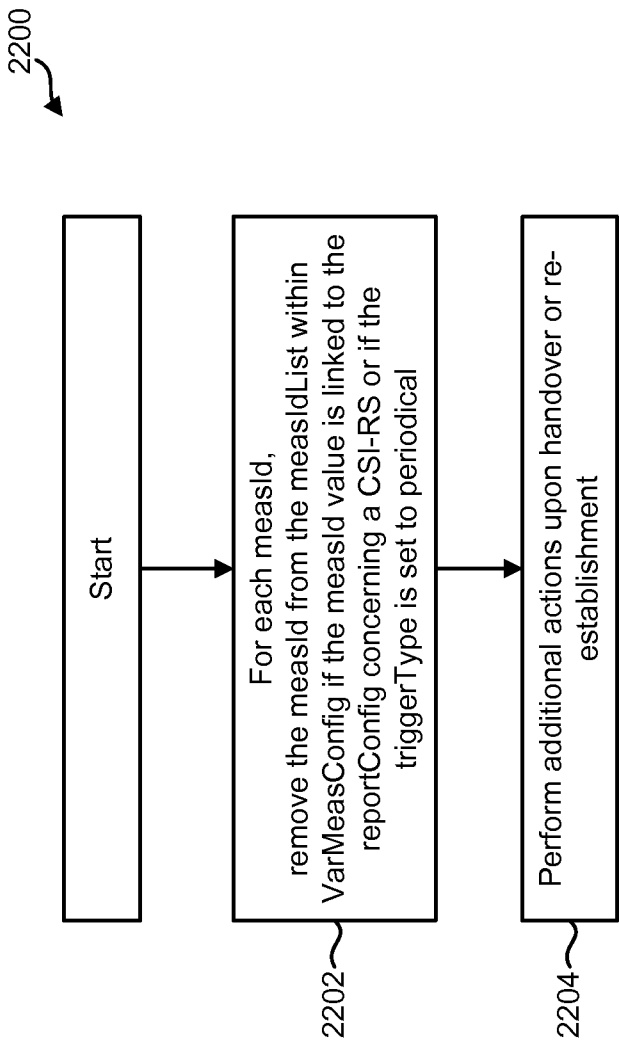 2200
Start
For each measId,
remove the measId from the measIdList within
VarMeasConfig if the measId value is linked to the
reportConfig concerning a CSI-RS or if the
triggerType is set to periodical
2202
Perform additional actions upon handover or re-
establishment
2204